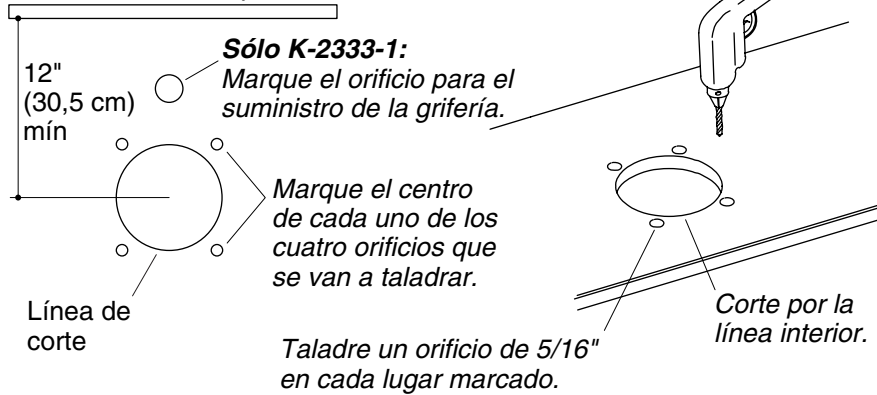 Sólo K-2333-1:
Marque el orificio para el
suministro de la grifería.
12"
(30,5 cm)
mín
Marque el centro
de cada uno de los
cuatro orificios que
se van a taladrar.
Línea de
corte
Taladre un orificio de 5/16"
en cada lugar marcado.
Corte por la
línea interior.